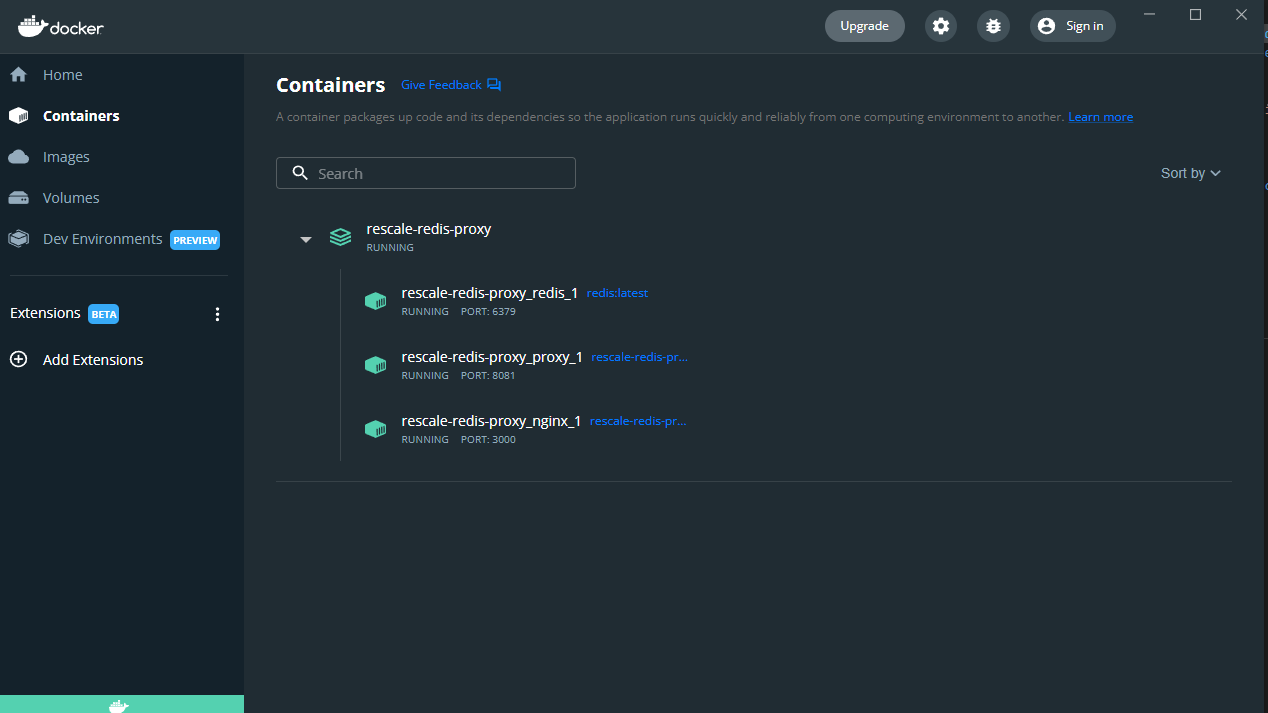 docker
Upgrade
Sign in
Home
Containers
Images
Volumes
Dev Environments PREVIEW
Extensions BETA
Add Extensions
Containers Give Feedback
A container packages up code and its dependencies so the application runs quickly and reliably from one computing environment to another. Learn more
Search
Sort by
rescale-redis-proxy
RUNNING
rescale-redis-proxy_redis_1 redis:latest
RUNNING PORT: 6379
rescale-redis-proxy_proxy_1 rescale-redis-pr...
RUNNING PORT: 8081
rescale-redis-proxy_nginx_1 rescale-redis-pr...
RUNNING PORT: 3000